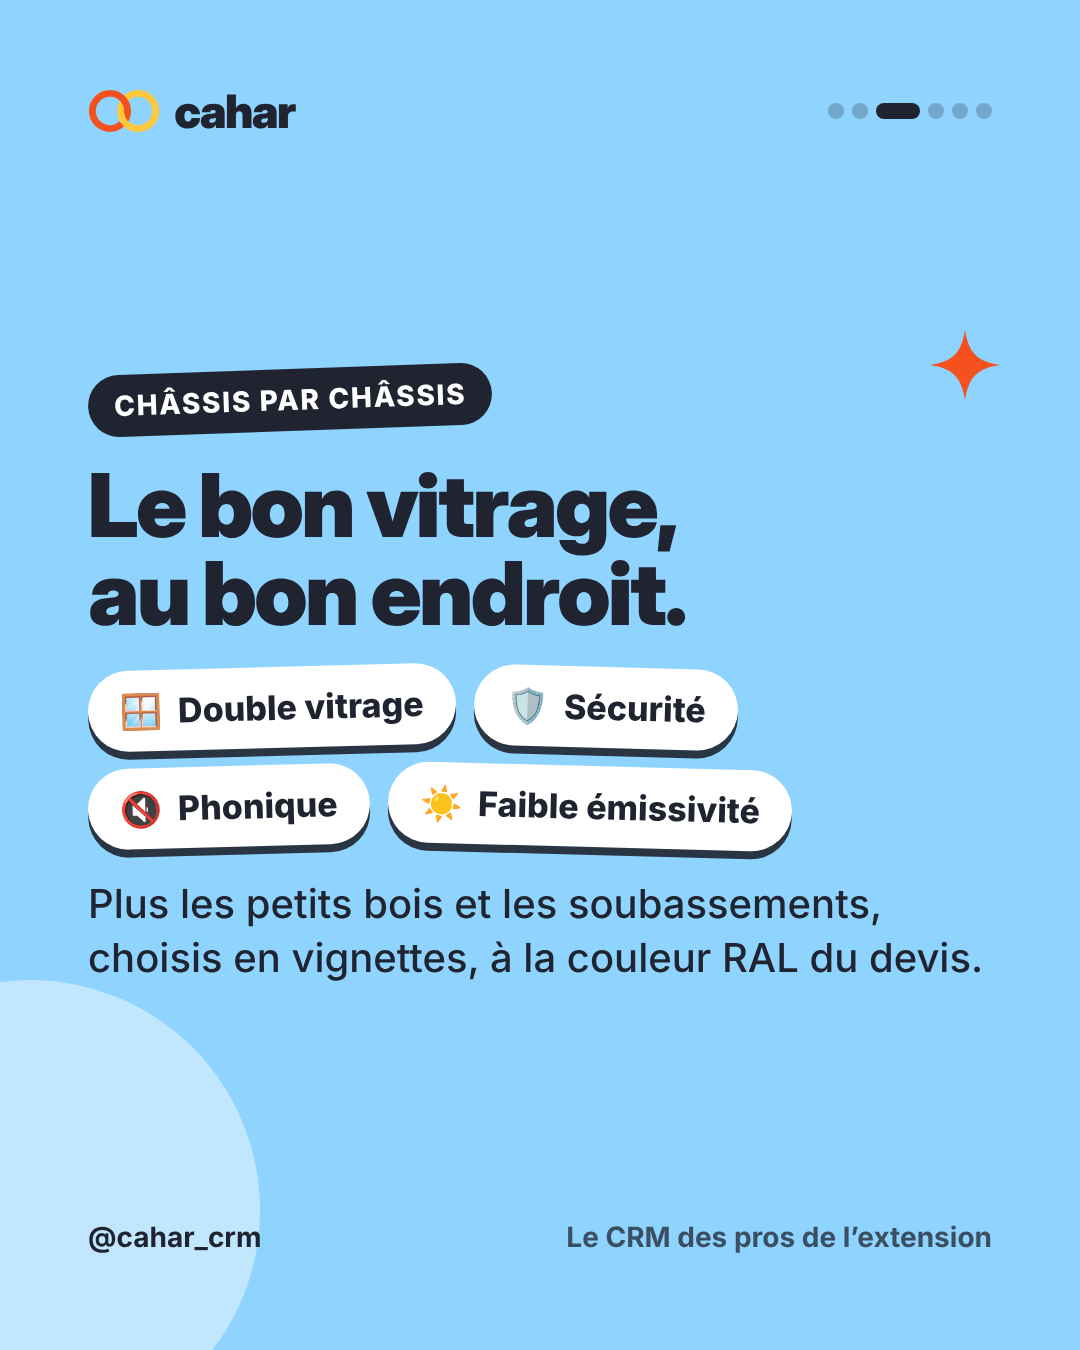 cahar
CHÂSSIS PAR CHÂSSIS
Le bon vitrage,
au bon endroit.
Double vitrage
Sécurité
Phonique
Faible émissivité
Plus les petits bois et les soubassements,
choisis en vignettes, à la couleur RAL du devis.
@cahar_crm
Le CRM des pros de l’extension